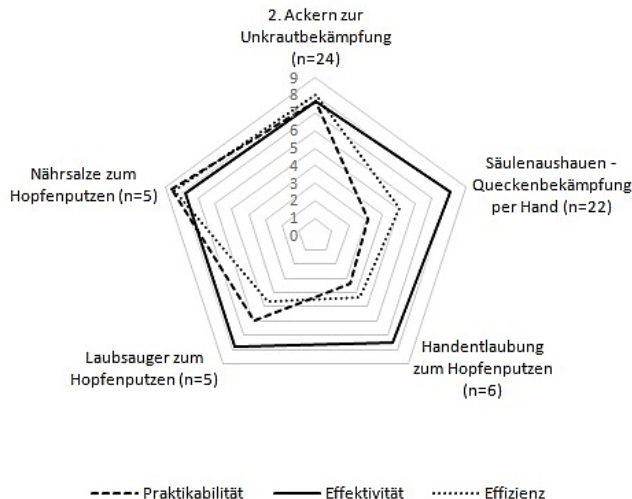 2. Ackern zur
Unkrautbekämpfung
(n=24)
9
8
7
6
5
4
3
2
1
0
Säulenaushauen -
Queckenbekämpfung
per Hand (n=22)
Handentlaubung
zum Hopfenputzen
(n=6)
Laubsauger zum
Hopfenputzen (n=5)
Nährsalze zum
Hopfenputzen (n=5)
Praktikabilität
Effektivität
Effizienz